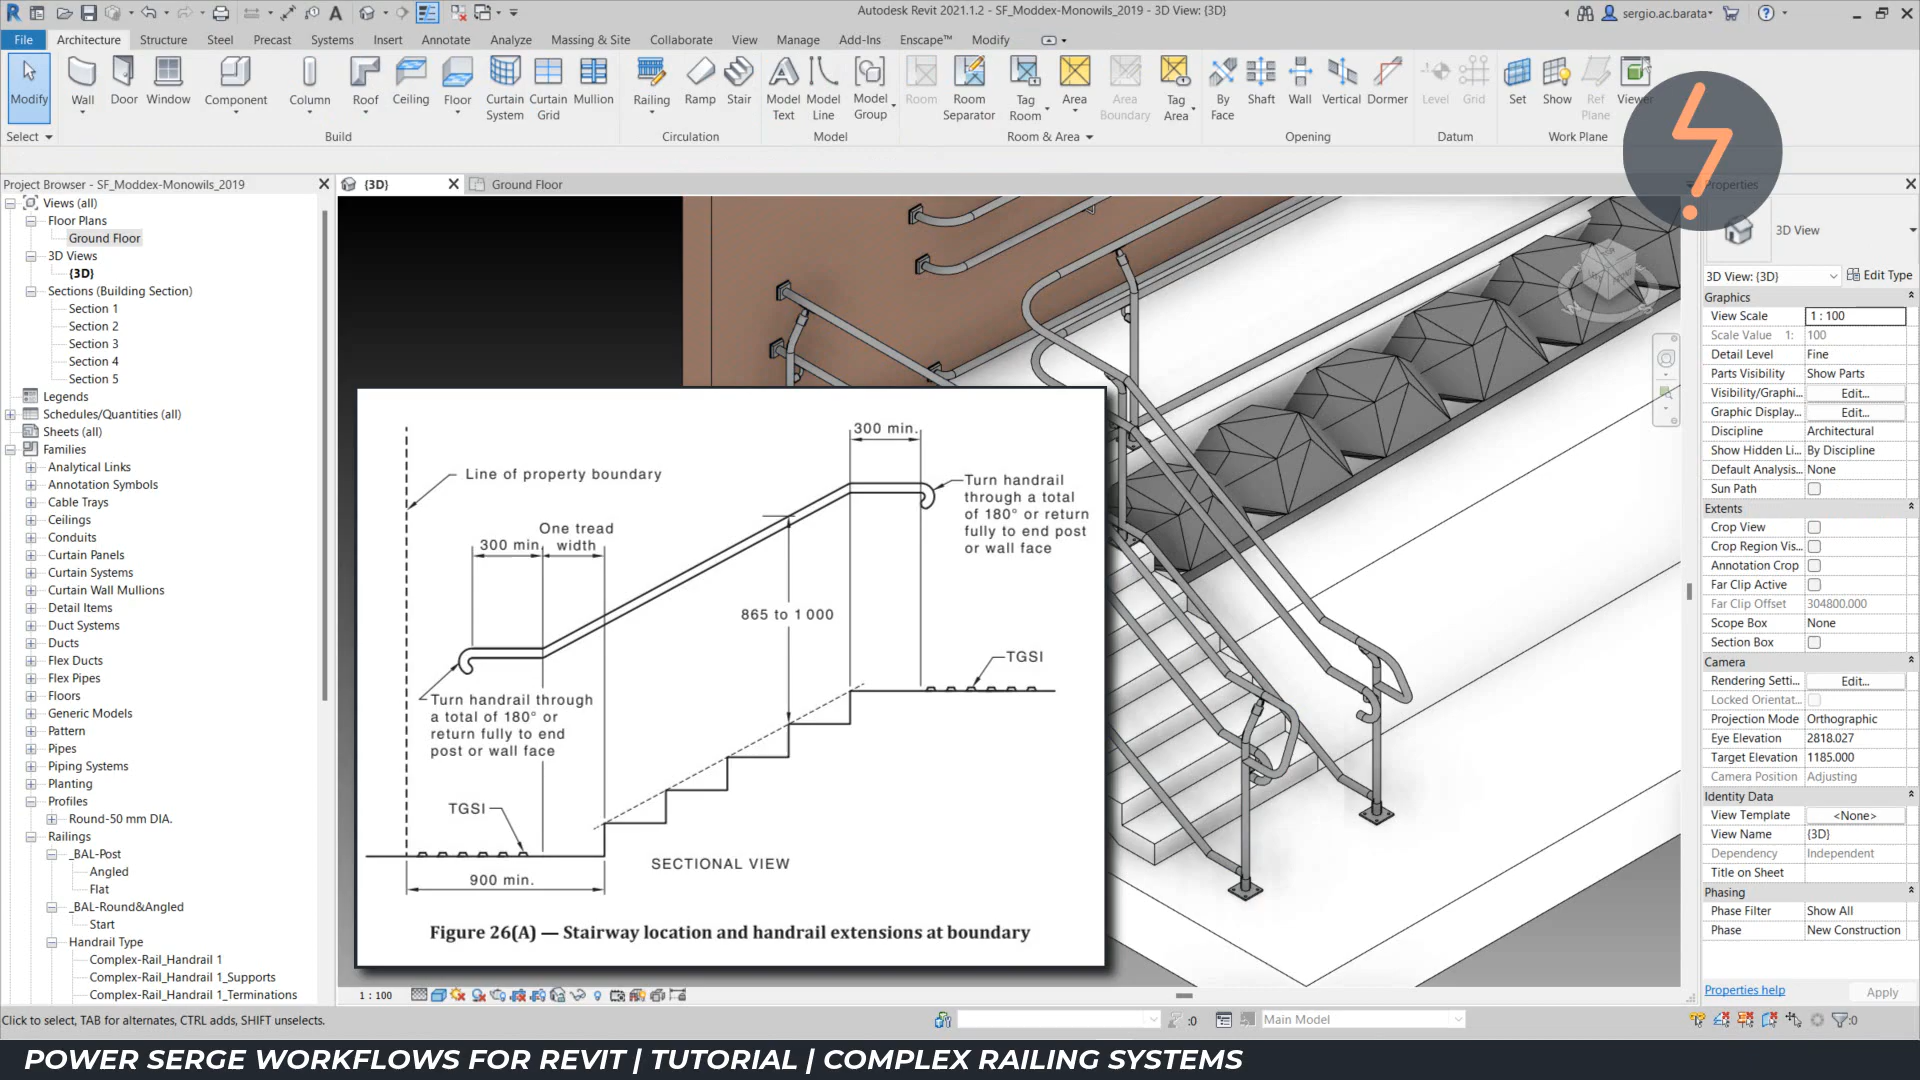 Autodesk Revit 2021.1.2 - SF_Moddex-Monowils_2019 - 3D View: {3D}
sergio.ac.barata
File
Architecture
Structure
Steel
Precast
Systems
Insert
Annotate
Analyze
Massing & Site
Collaborate
View
Manage
Add-Ins
Enscape™
Modify
Modify
Wall
Door
Window
Component
Column
Roof
Ceiling
Floor
Curtain System
Curtain Grid
Mullion
Railing
Ramp
Stair
Model Text
Model Line
Model Group
Room
Room Separator
Tag Room
Area
Area Boundary
Tag Area
By Face
Shaft
Wall
Vertical
Dormer
Level
Grid
Set
Show
Ref Plane
Viewer
Select
Build
Circulation
Model
Room & Area
Opening
Datum
Work Plane
Project Browser - SF_Moddex-Monowils_2019
{3D}
Ground Floor
Properties
Views (all)
Floor Plans
Ground Floor
3D Views
{3D}
Sections (Building Section)
Section 1
Section 2
Section 3
Section 4
Section 5
Legends
Schedules/Quantities (all)
Sheets (all)
Families
Analytical Links
Annotation Symbols
Cable Trays
Ceilings
Conduits
Curtain Panels
Curtain Systems
Curtain Wall Mullions
Detail Items
Duct Systems
Ducts
Flex Ducts
Flex Pipes
Floors
Generic Models
Pattern
Pipes
Piping Systems
Planting
Profiles
Round-50 mm DIA.
Railings
_BAL-Post
Angled
Flat
_BAL-Round&Angled
Start
Handrail Type
Complex-Rail_Handrail 1
Complex-Rail_Handrail 1_Supports
Complex-Rail_Handrail 1_Terminations
300 min.
Line of property boundary
Turn handrail
through a total
of 180° or return
fully to end post
or wall face
One tread
width
300 min.
865 to 1 000
TGSI
Turn handrail through
a total of 180° or
return fully to end
post or wall face
TGSI
SECTIONAL VIEW
900 min.
Figure 26(A) — Stairway location and handrail extensions at boundary
3D View
3D View: {3D}
Edit Type
Graphics
View Scale 1 : 100
Scale Value 1: 100
Detail Level Fine
Parts Visibility Show Parts
Visibility/Graphi... Edit...
Graphic Display... Edit...
Discipline Architectural
Show Hidden Li... By Discipline
Default Analysis... None
Sun Path
Extents
Crop View
Crop Region Vis...
Annotation Crop
Far Clip Active
Far Clip Offset 304800.000
Scope Box None
Section Box
Camera
Rendering Setti... Edit...
Locked Orientat...
Projection Mode Orthographic
Eye Elevation 2818.027
Target Elevation 1185.000
Camera Position Adjusting
Identity Data
View Template <None>
View Name {3D}
Dependency Independent
Title on Sheet
Phasing
Phase Filter Show All
Phase New Construction
Properties help
Apply
1 : 100
Click to select, TAB for alternates, CTRL adds, SHIFT unselects.
:0
Main Model
:0
POWER SERGE WORKFLOWS FOR REVIT | TUTORIAL | COMPLEX RAILING SYSTEMS